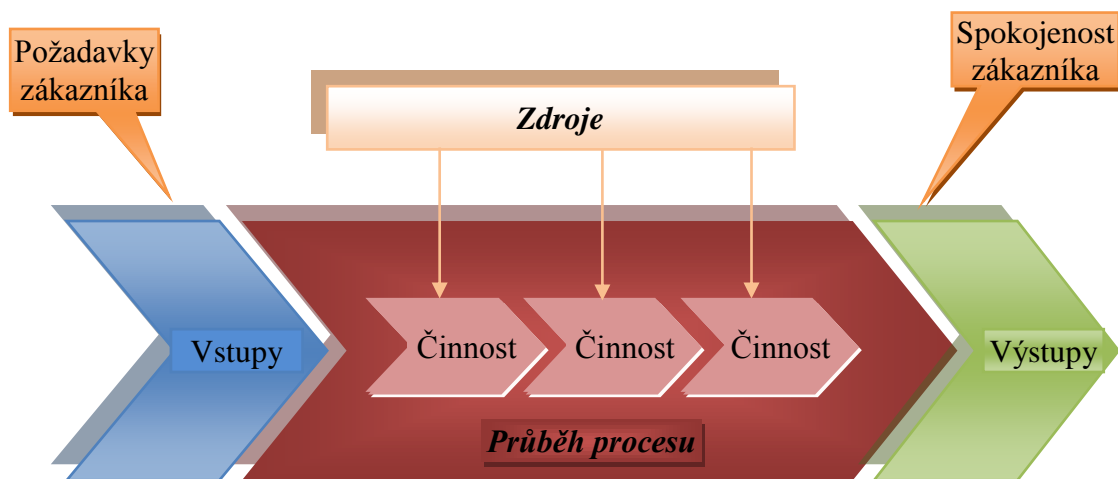 Požadavky
zákazníka
Spokojenost
zákazníka
Zdroje
Vstupy
Činnost
Činnost
Činnost
Výstupy
Průběh procesu